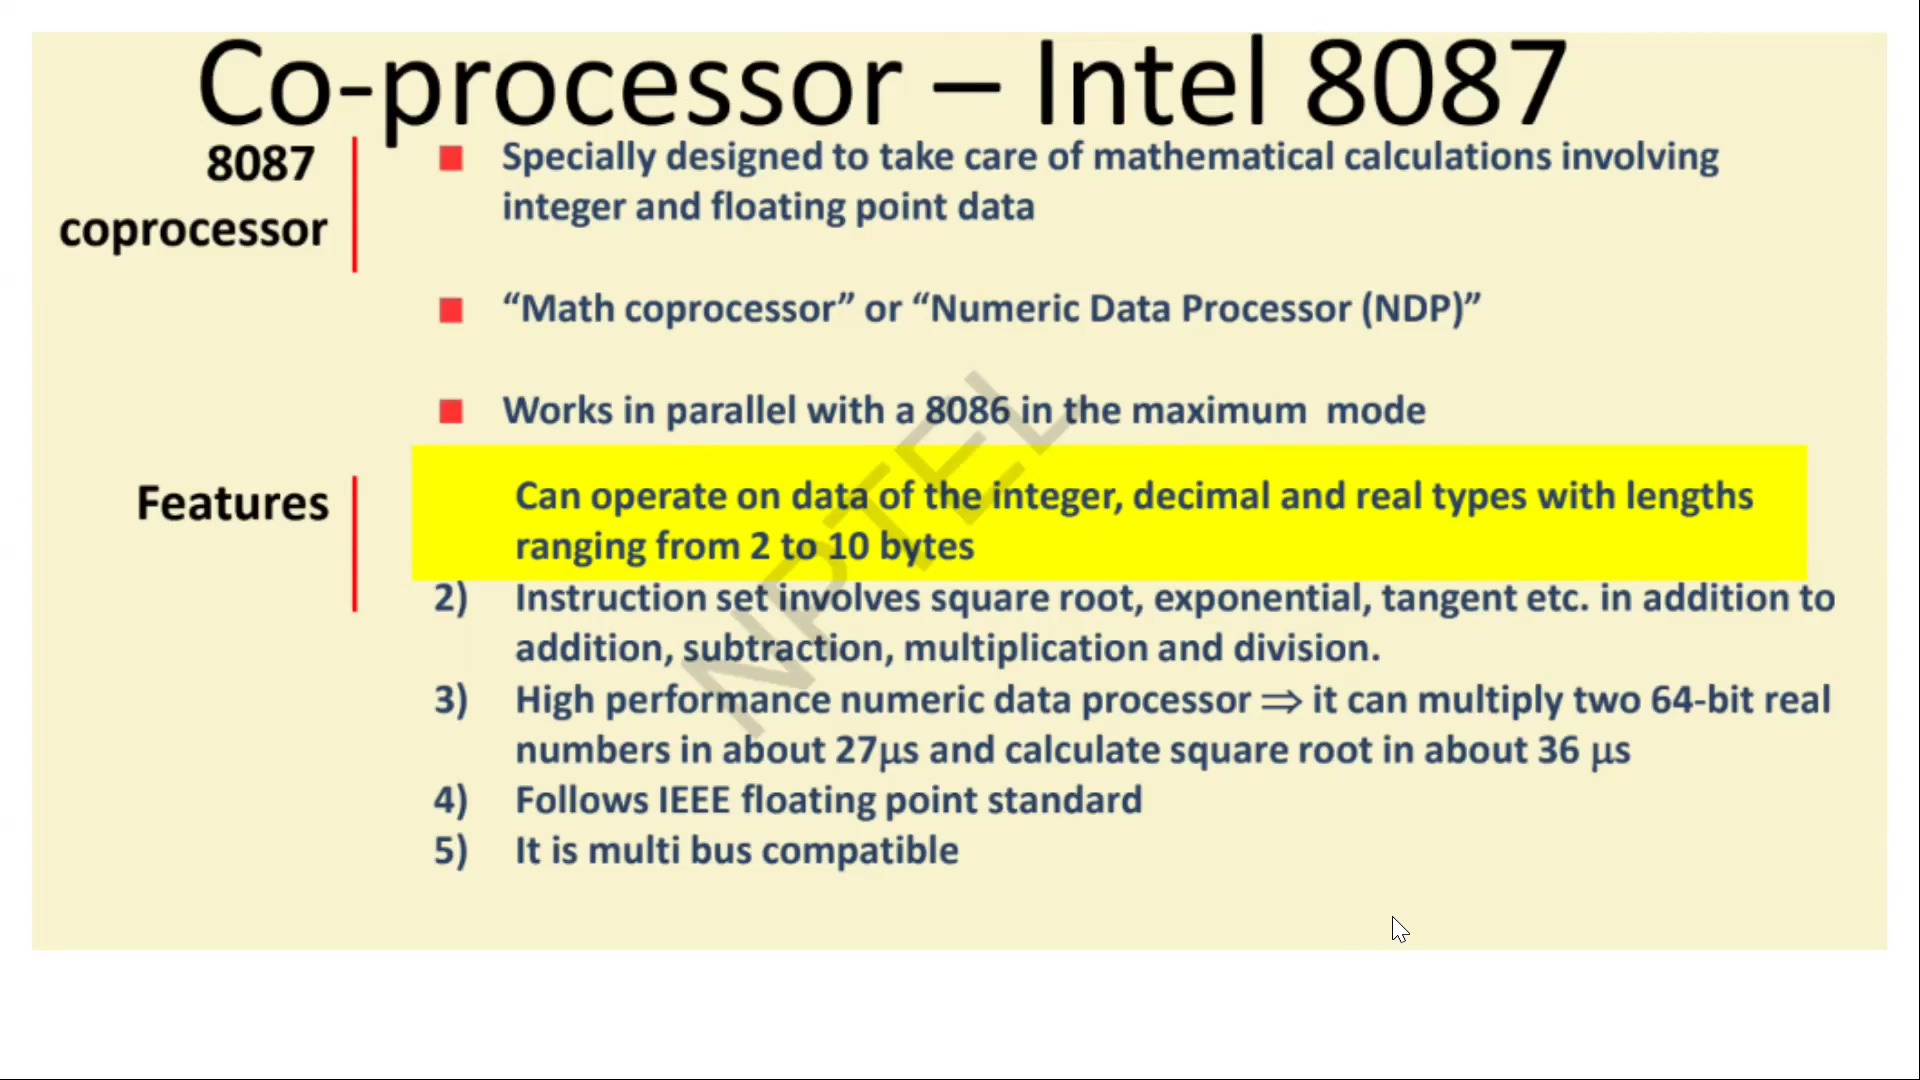 Co-processor – Intel 8087
8087
coprocessor
■ Specially designed to take care of mathematical calculations involving
integer and floating point data
■ “Math coprocessor” or “Numeric Data Processor (NDP)”
■ Works in parallel with a 8086 in the maximum mode
Features
Can operate on data of the integer, decimal and real types with lengths
ranging from 2 to 10 bytes
2) Instruction set involves square root, exponential, tangent etc. in addition to
addition, subtraction, multiplication and division.
3) High performance numeric data processor ⇒ it can multiply two 64-bit real
numbers in about 27μs and calculate square root in about 36 μs
4) Follows IEEE floating point standard
5) It is multi bus compatible
NPTEL